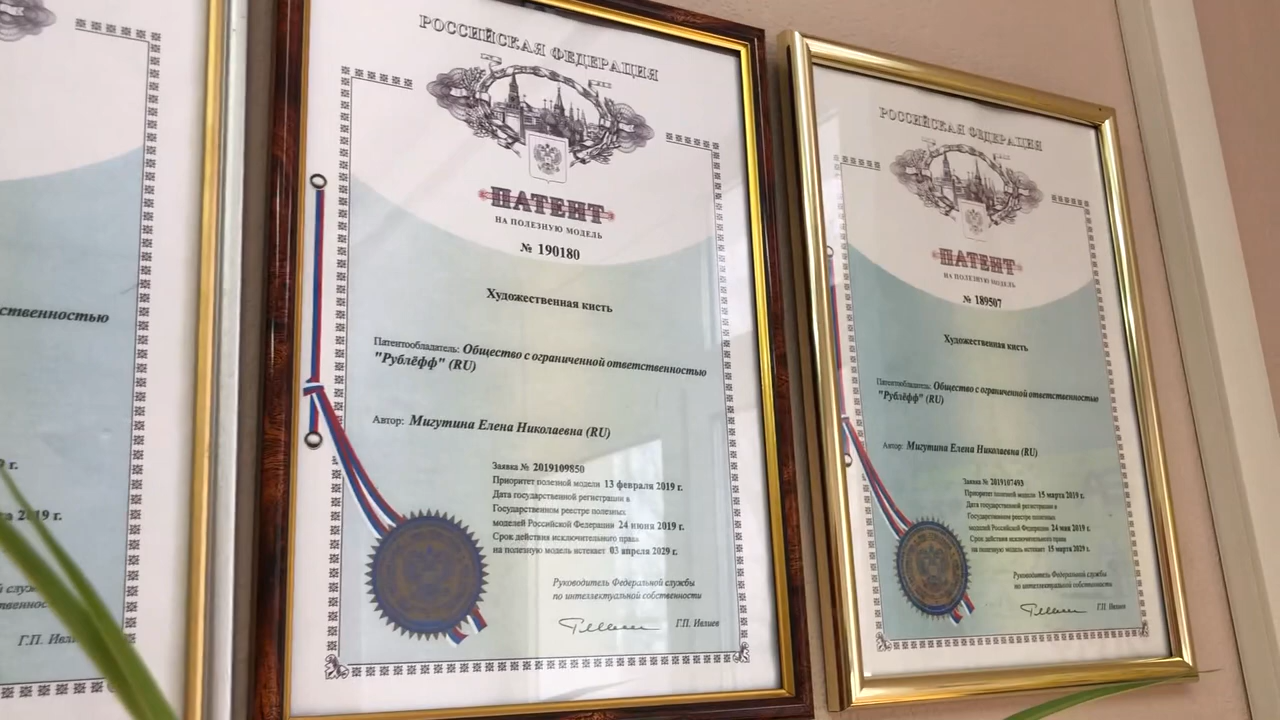 ственностью
г.
2019 г.
Г.П.
РОССИЙСКАЯ ФЕДЕРАЦИЯ
ПАТЕНТ
НА ПОЛЕЗНУЮ МОДЕЛЬ
№ 190180
Художественная кисть
Патентообладатель: Общество с ограниченной ответственностью
"Рублёфф" (RU)
Автор: Мигутина Елена Николаевна (RU)
Заявка № 2019109850
Приоритет полезной модели 13 февраля 2019 г.
Дата государственной регистрации в
Государственном реестре полезных
моделей Российской Федерации 24 июня 2019 г.
Срок действия исключительного права
на полезную модель истекает 03 апреля 2029 г.
Руководитель Федеральной службы
по интеллектуальной собственности
Г.П. Ивлиев
РОССИЙСКАЯ ФЕДЕРАЦИЯ
ПАТЕНТ
НА ПОЛЕЗНУЮ МОДЕЛЬ
№ 189507
Художественная кисть
Патентообладатель: Общество с ограниченной ответственностью
"Рублёфф" (RU)
Автор: Мигутина Елена Николаевна (RU)
Заявка № 2019107493
Приоритет полезной модели 15 марта 2019 г.
Дата государственной регистрации в
Государственном реестре полезных
моделей Российской Федерации 24 мая 2019 г.
Срок действия исключительного права
на полезную модель истекает 15 марта 2029 г.
Руководитель Федеральной службы
по интеллектуальной собственности
Г.П. Ивлиев